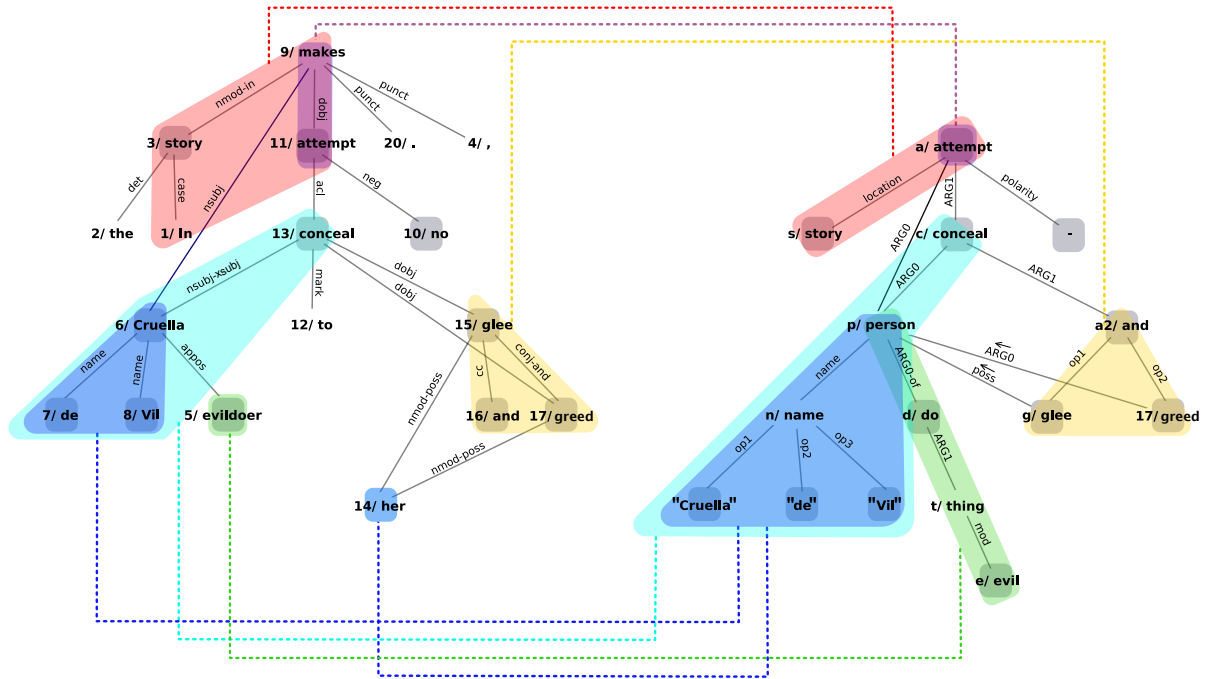 9/ makes
nmod-in
dobj
punct
punct
3/ story
11/ attempt
20/ .
4/ ,
a/ attempt
det
case
nsubj
acl
neg
location
ARG0
ARG1
polarity
2/ the
1/ In
13/ conceal
10/ no
s/ story
c/ conceal
-
nsubj-xsubj
mark
dobj
dobj
ARG0
ARG1
6/ Cruella
12/ to
15/ glee
p/ person
a2/ and
name
name
appos
nmod-poss
cc
conj-and
name
ARG0-of
poss
ARG0
op1
op2
7/ de
8/ Vil
5/ evildoer
16/ and
17/ greed
n/ name
d/ do
g/ glee
17/ greed
nmod-poss
op1
op2
op3
ARG1
14/ her
"Cruella"
"de"
"Vil"
t/ thing
mod
e/ evil